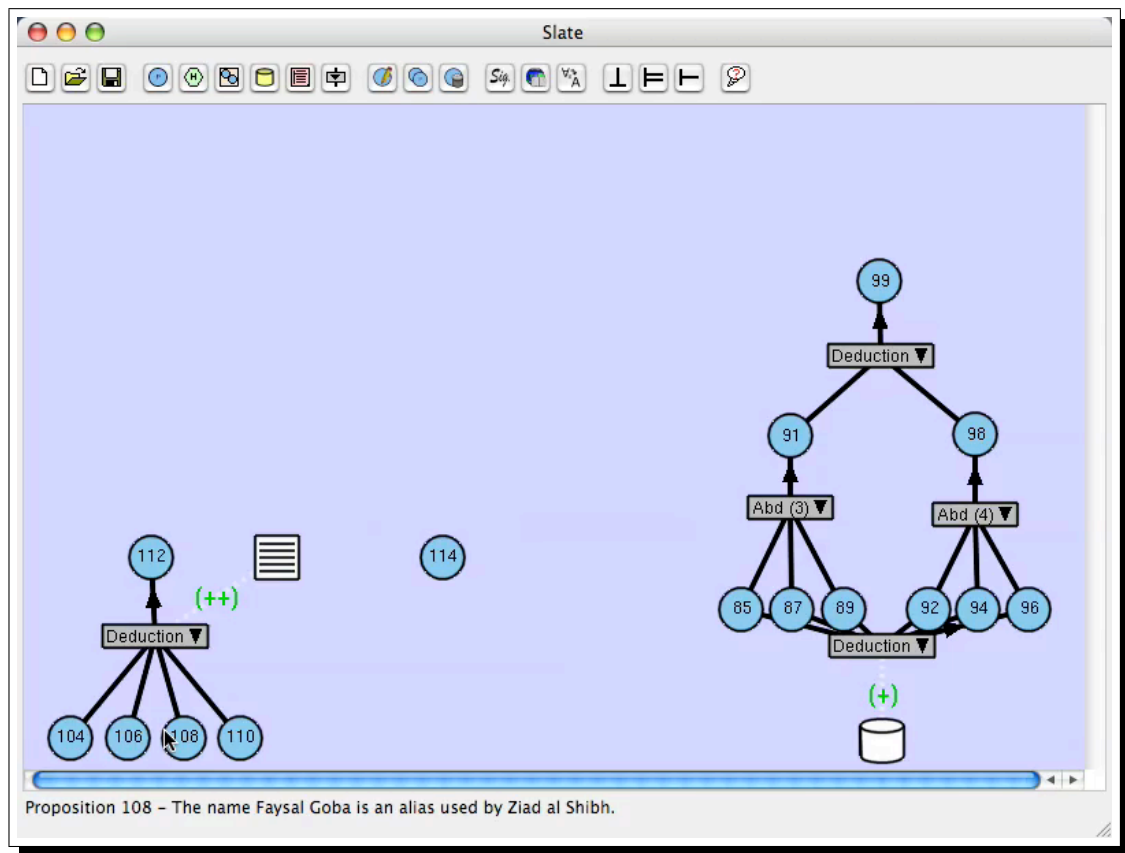 Slate
P H Sig. ∀∃A ?
99
Deduction ▼
91 98
Abd (3) ▼ Abd (4) ▼
112 114
(++)
85 87 89 92 94 96
Deduction ▼ Deduction ▼
(+)
104 106 108 110
Proposition 108 – The name Faysal Goba is an alias used by Ziad al Shibh.